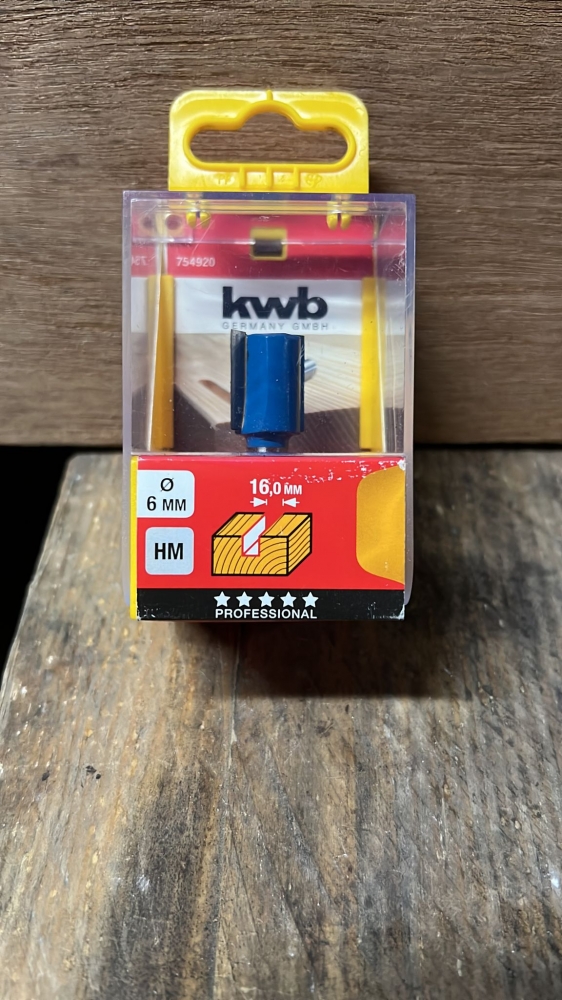 754920
kwb
GERMANY GMBH
Ø
6 MM
16,0 MM
HM
PROFESSIONAL